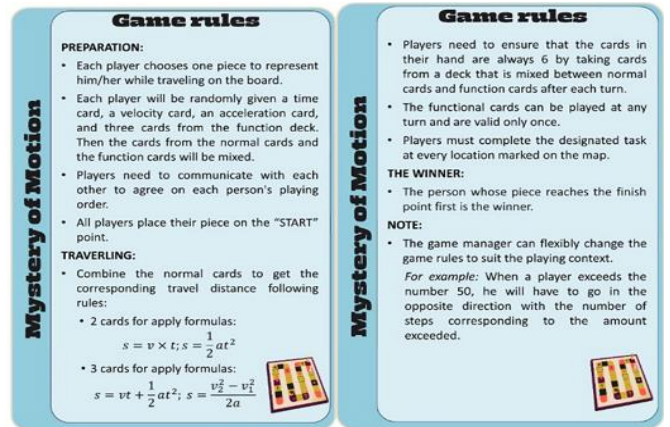 Game rules
Mystery of Motion
PREPARATION:
• Each player chooses one piece to represent
him/her while traveling on the board.
• Each player will be randomly given a time
card, a velocity card, an acceleration card,
and three cards from the function deck.
Then the cards from the normal cards and
the function cards will be mixed.
• Players need to communicate with each
other to agree on each person's playing
order.
• All players place their piece on the “START”
point.
TRAVERLING:
• Combine the normal cards to get the
corresponding travel distance following
rules:
• 2 cards for apply formulas:
s = v × t; s = 1/2 at²
• 3 cards for apply formulas:
s = vt + 1/2 at²; s = (v₂² − v₁²)/2a
Game rules
Mystery of Motion
• Players need to ensure that the cards in
their hand are always 6 by taking cards
from a deck that is mixed between normal
cards and function cards after each turn.
• The functional cards can be played at any
turn and are valid only once.
• Players must complete the designated task
at every location marked on the map.
THE WINNER:
• The person whose piece reaches the finish
point first is the winner.
NOTE:
• The game manager can flexibly change the
game rules to suit the playing context.
For example: When a player exceeds the
number 50, he will have to go in the
opposite direction with the number of
steps corresponding to the amount
exceeded.